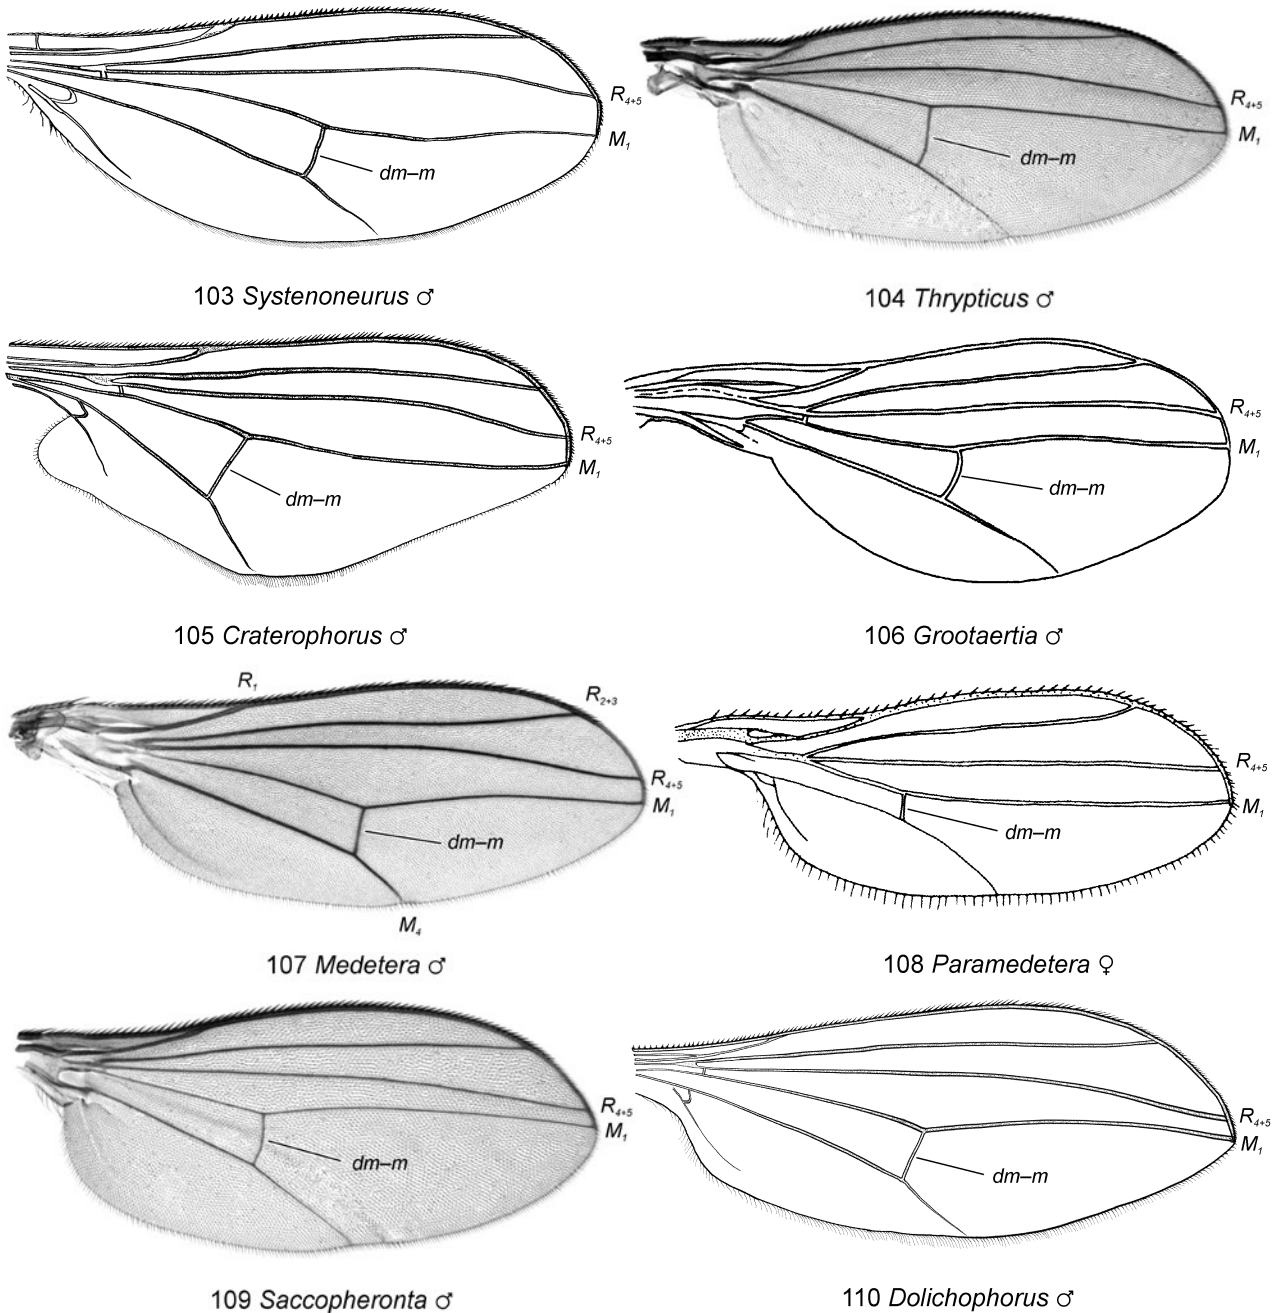 R4+5
M1
dm–m
103 Systenoneurus ♂
R4+5
M1
dm–m
104 Thrypticus ♂
R4+5
M1
dm–m
105 Craterophorus ♂
R4+5
M1
dm–m
106 Grootaertia ♂
R1
R2+3
R4+5
M1
dm–m
M4
107 Medetera ♂
R4+5
M1
dm–m
108 Paramedetera ♀
R4+5
M1
dm–m
109 Saccopheronta ♂
R4+5
M1
dm–m
110 Dolichophorus ♂